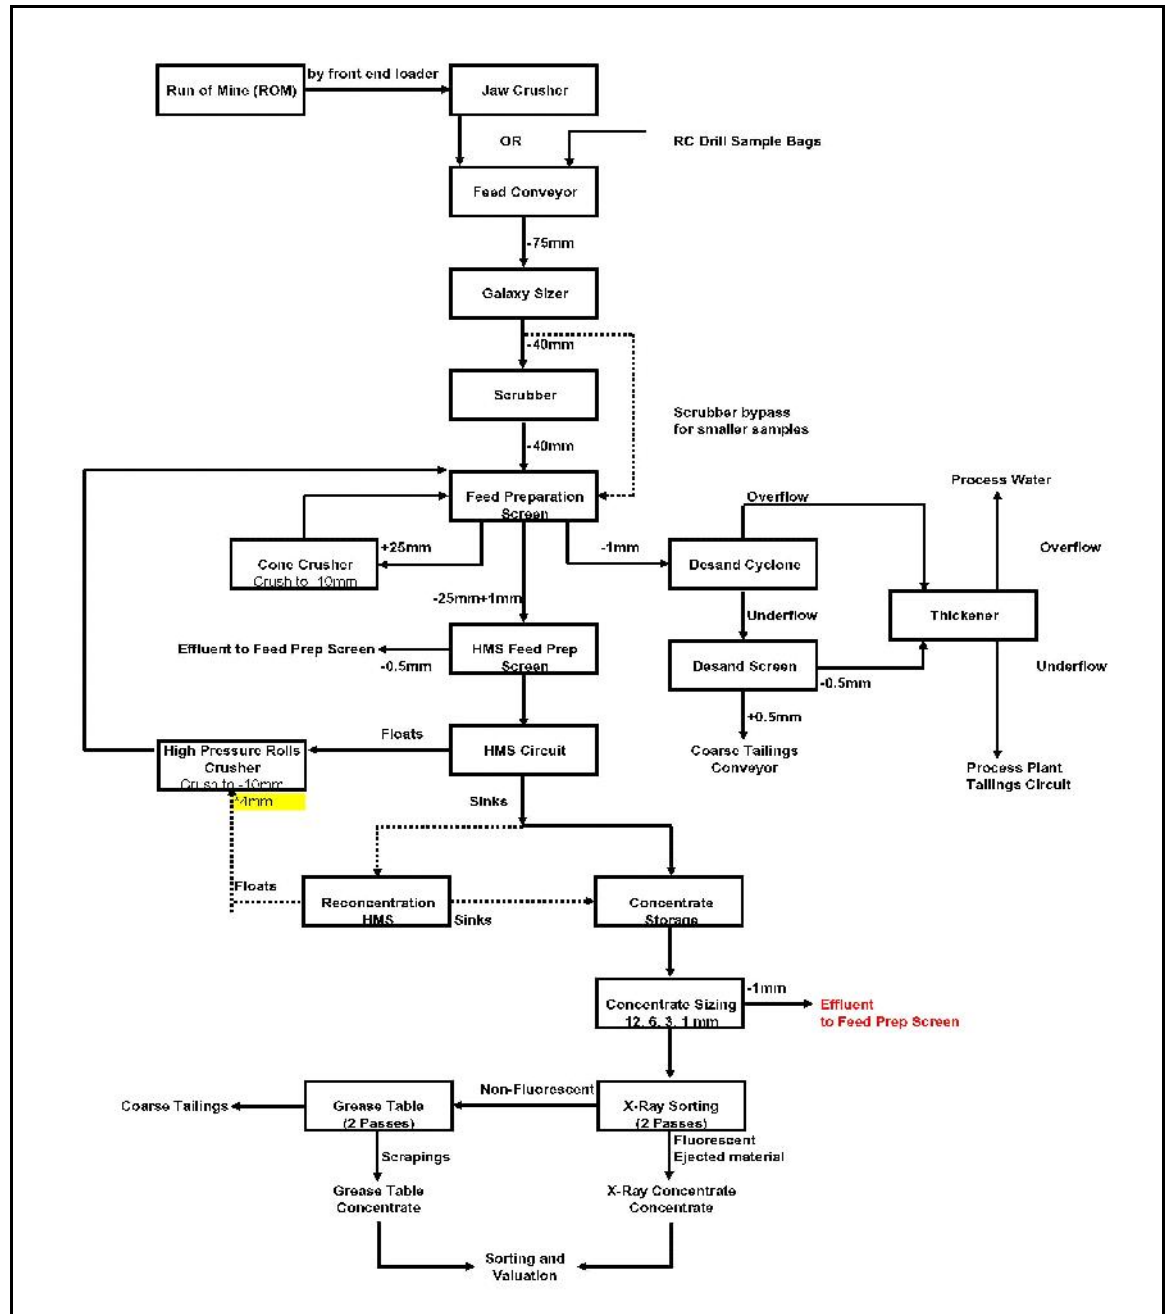 by front end loader
Run of Mine (ROM)
Jaw Crusher
OR
RC Drill Sample Bags
Feed Conveyor
-75mm
Galaxy Sizer
-40mm
Scrubber
Scrubber bypass
for smaller samples
-40mm
Feed Preparation
Screen
Process Water
Overflow
Overflow
+25mm
-1mm
Cone Crusher
Crush to -10mm
Desand Cyclone
-25mm+1mm
Thickener
Underflow
Effluent to Feed Prep Screen
-0.5mm
HMS Feed Prep
Screen
Desand Screen
-0.5mm
Underflow
+0.5mm
Floats
HMS Circuit
Coarse Tailings
Conveyor
High Pressure Rolls
Crusher
Crush to -10mm
*4mm
Process Plant
Tailings Circuit
Sinks
Floats
Reconcentration
HMS
Sinks
Concentrate
Storage
-1mm
Concentrate Sizing
12, 6, 3, 1 mm
Effluent
to Feed Prep Screen
Non-Fluorescent
Coarse Tailings
Grease Table
(2 Passes)
X-Ray Sorting
(2 Passes)
Scrapings
Fluorescent
Ejected material
Grease Table
Concentrate
X-Ray Concentrate
Concentrate
Sorting and
Valuation